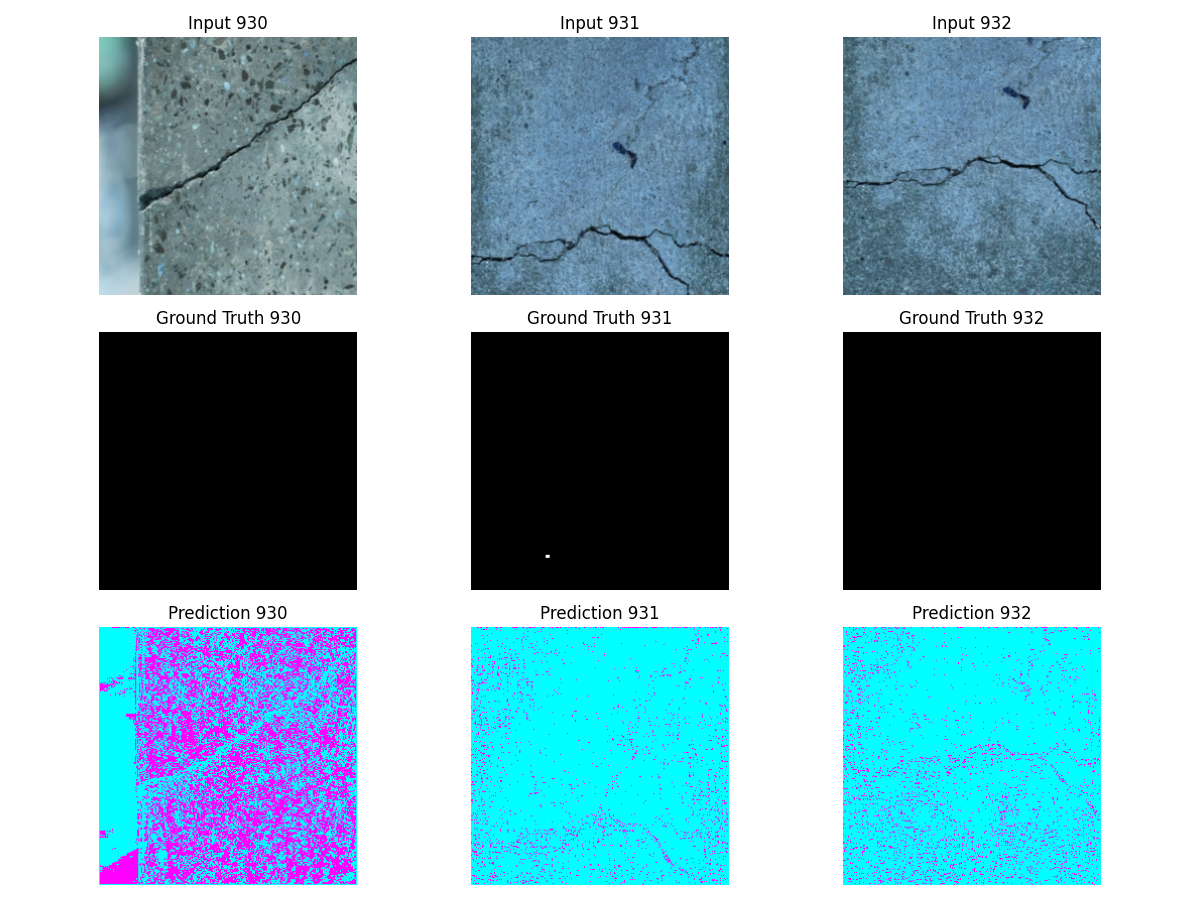 Input 930
Input 931
Input 932
Ground Truth 930
Ground Truth 931
Ground Truth 932
Prediction 930
Prediction 931
Prediction 932